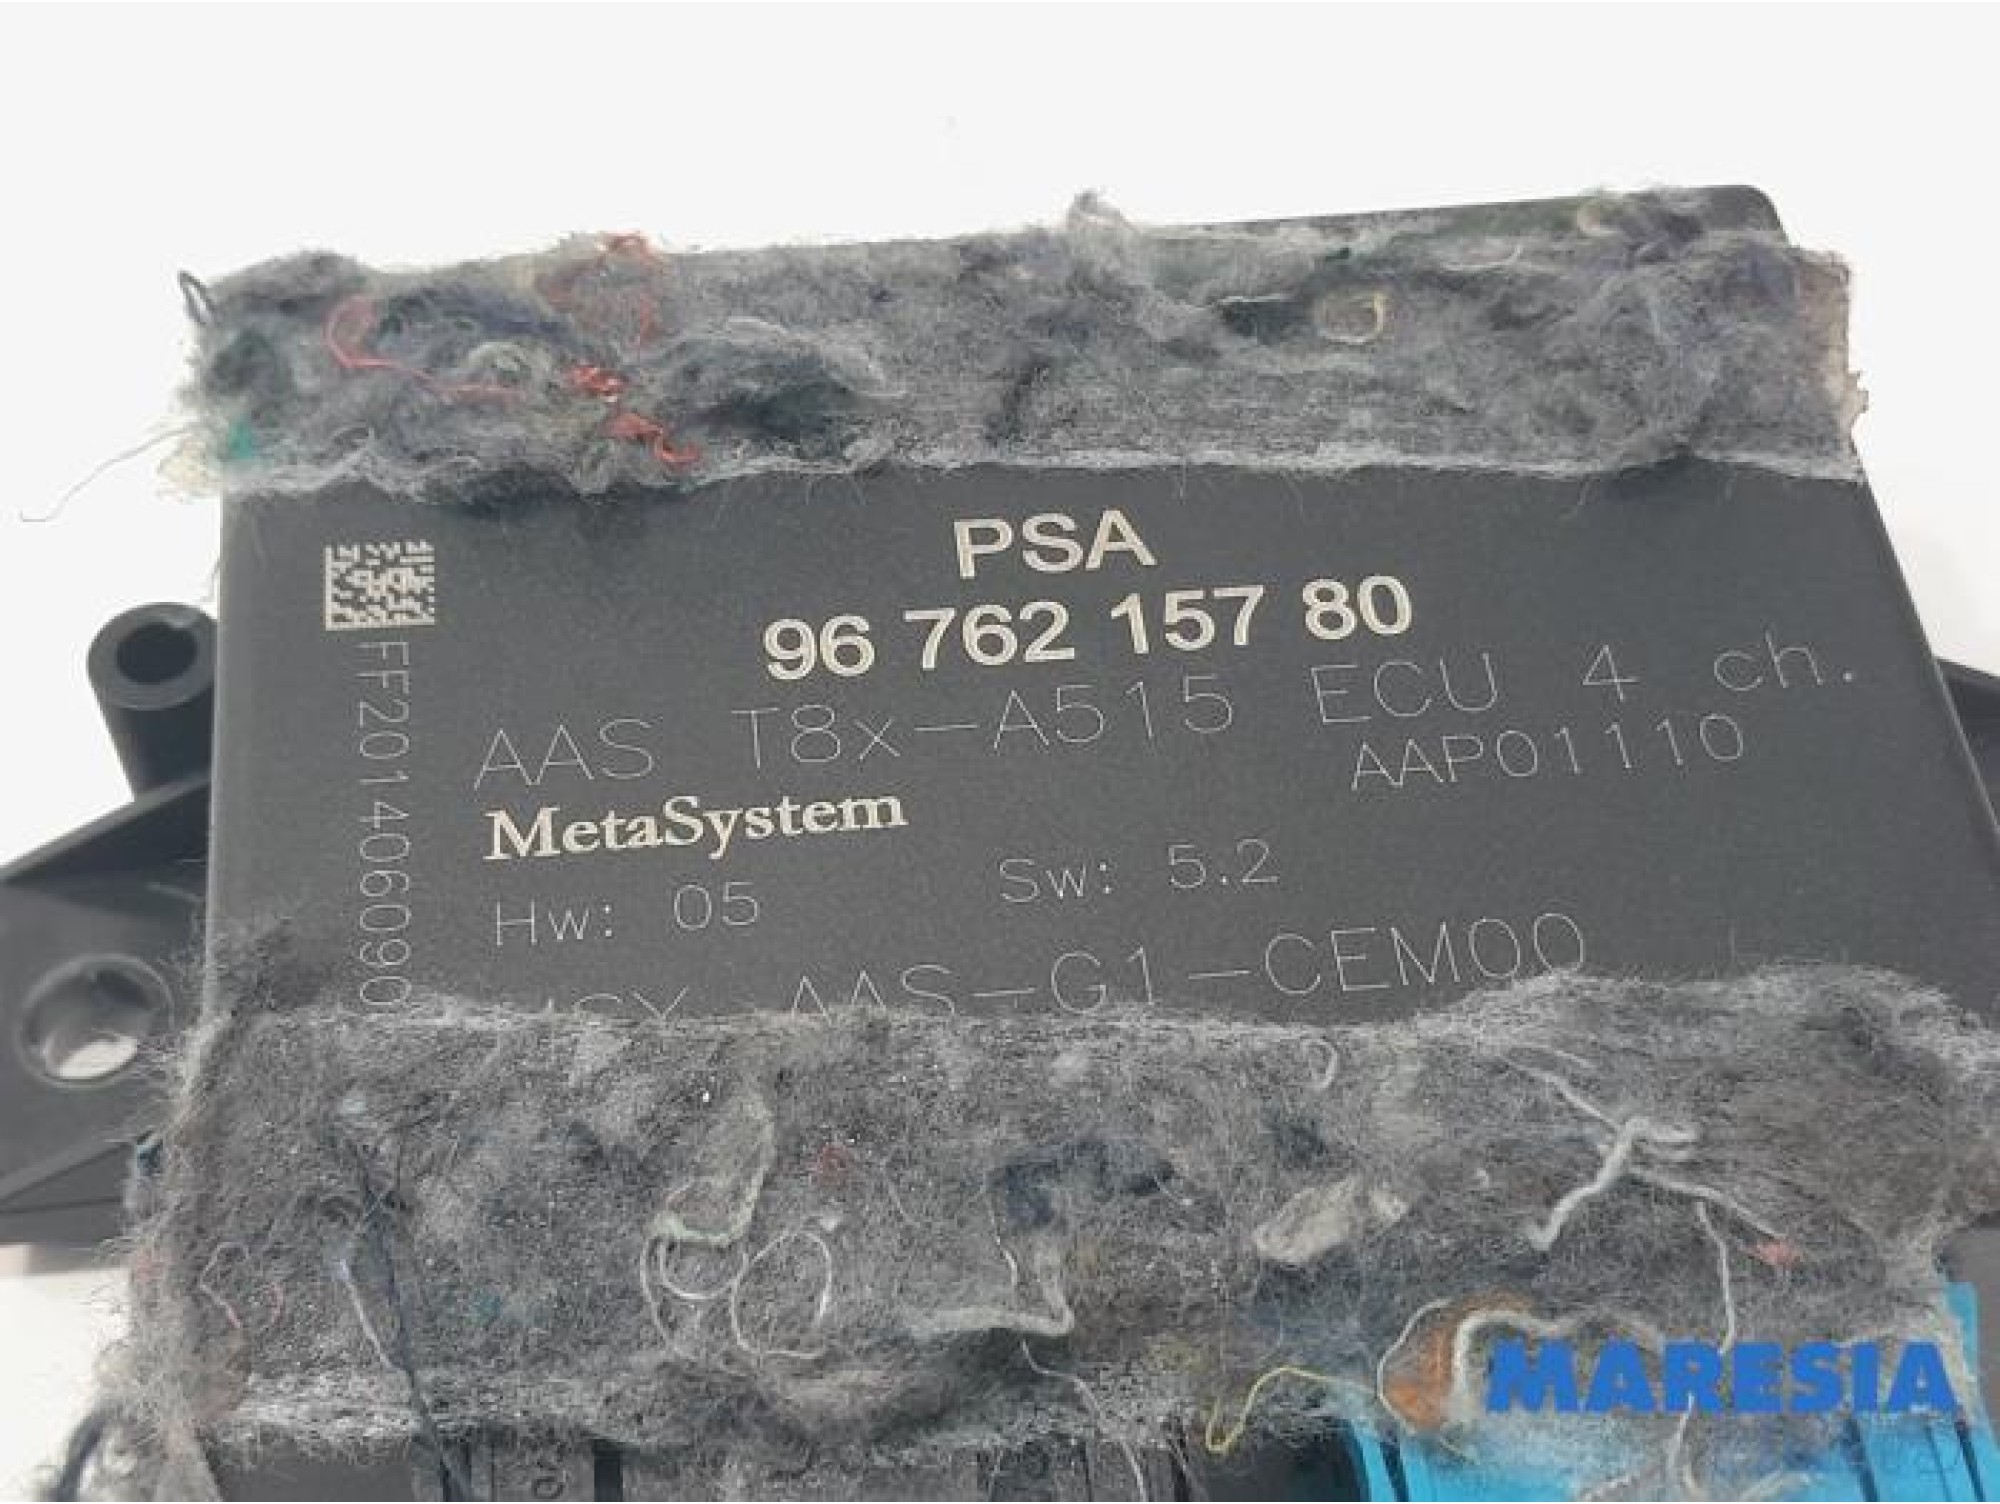 PSA
96 762 157 80
AAS T8x-A515 ECU 4 ch.
AAP01110
MetaSystem
Hw: 05 Sw: 5.2
AAS-G1-CEM00
FF201406090
MARESIA